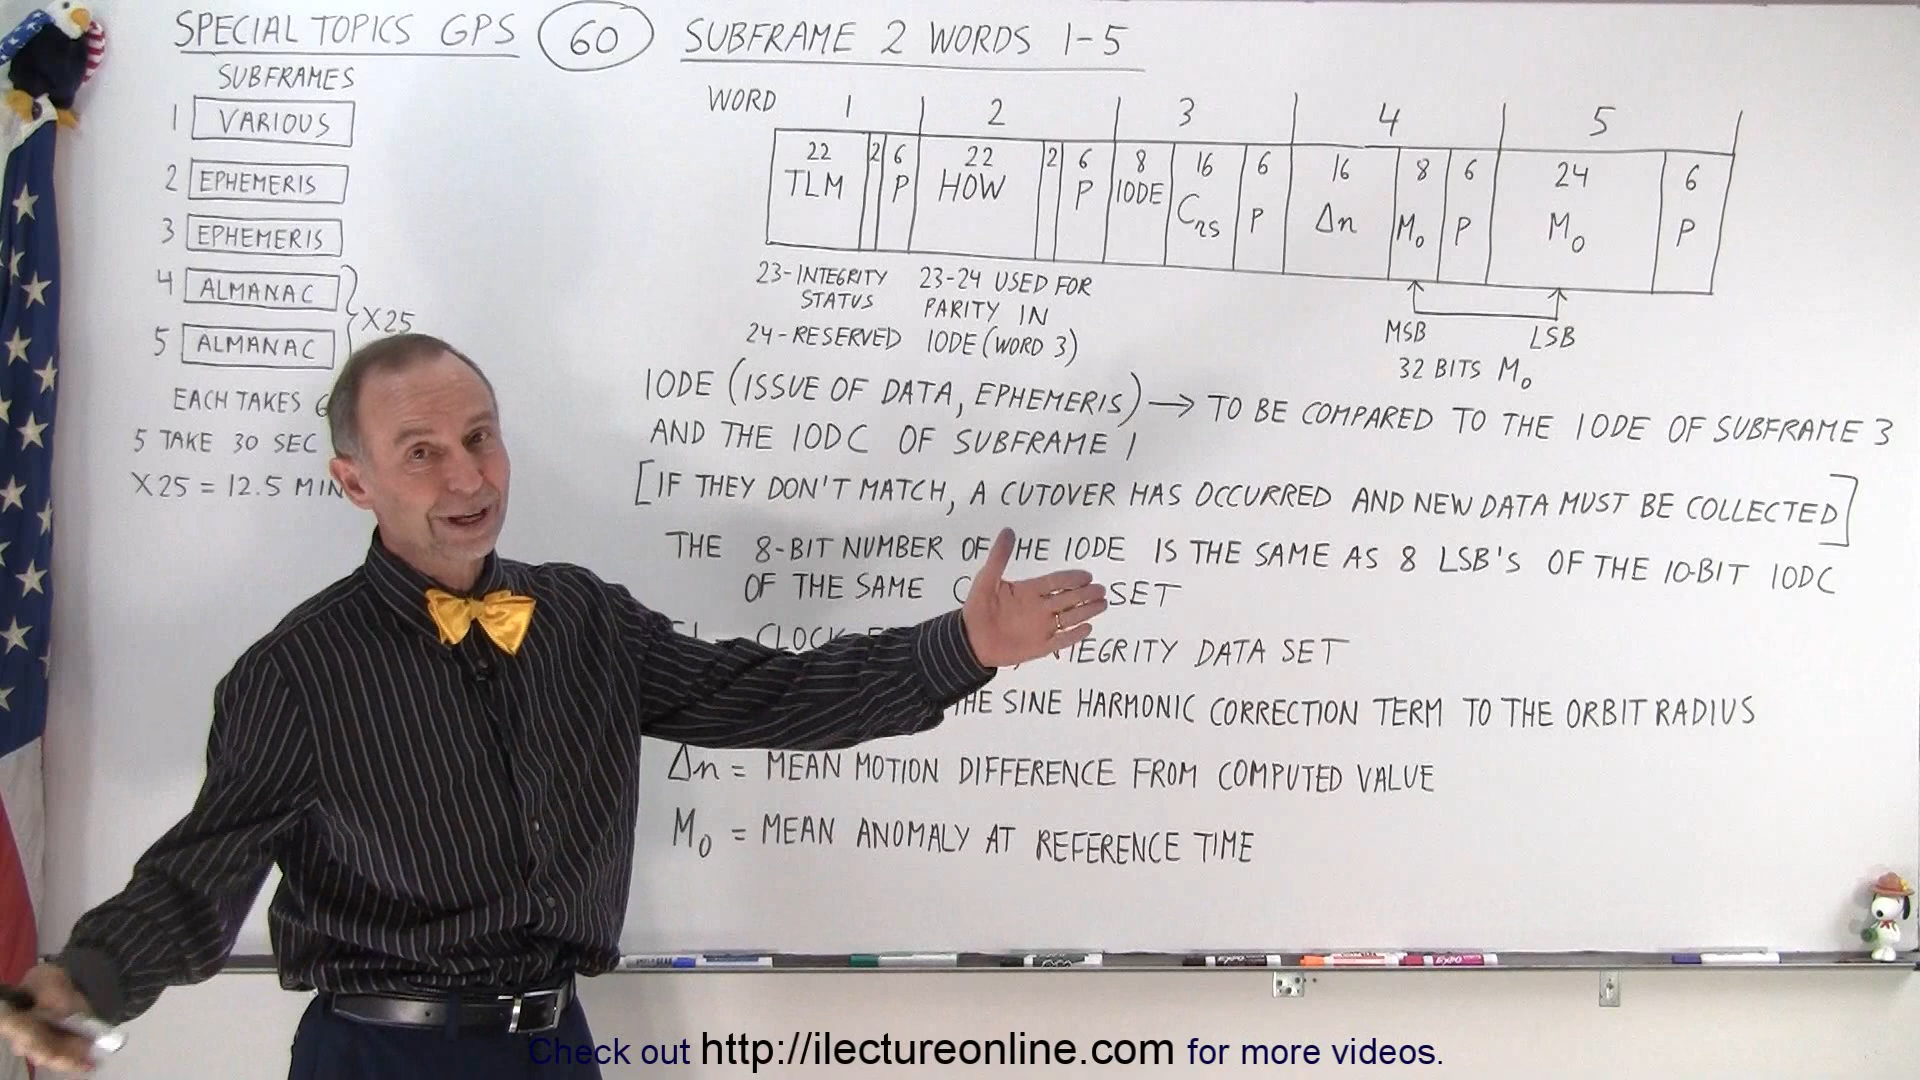 SPECIAL TOPICS GPS 60 SUBFRAME 2 WORDS 1-5
SUBFRAMES
1 VARIOUS
2 EPHEMERIS
3 EPHEMERIS
4 ALMANAC
5 ALMANAC
X25
EACH TAKES 6
5 TAKE 30 SEC
X25 = 12.5 MIN
WORD 1 2 3 4 5
22 2 6 22 2 6 8 16 6 16 8 6 24 6
TLM P HOW P IODE Crs P Δn M₀ P M₀ P
23-INTEGRITY STATUS
24-RESERVED
23-24 USED FOR
PARITY IN
IODE (WORD 3)
MSB LSB
32 BITS M₀
IODE (ISSUE OF DATA, EPHEMERIS) → TO BE COMPARED TO THE IODE OF SUBFRAME 3
AND THE IODC OF SUBFRAME 1
[IF THEY DON'T MATCH, A CUTOVER HAS OCCURRED AND NEW DATA MUST BE COLLECTED]
THE 8-BIT NUMBER OF THE IODE IS THE SAME AS 8 LSB'S OF THE 10-BIT IODC
OF THE SAME SET
CLOCK INTEGRITY DATA SET
THE SINE HARMONIC CORRECTION TERM TO THE ORBIT RADIUS
Δn = MEAN MOTION DIFFERENCE FROM COMPUTED VALUE
M₀ = MEAN ANOMALY AT REFERENCE TIME
EXPO
Check out http://ilectureonline.com for more videos.